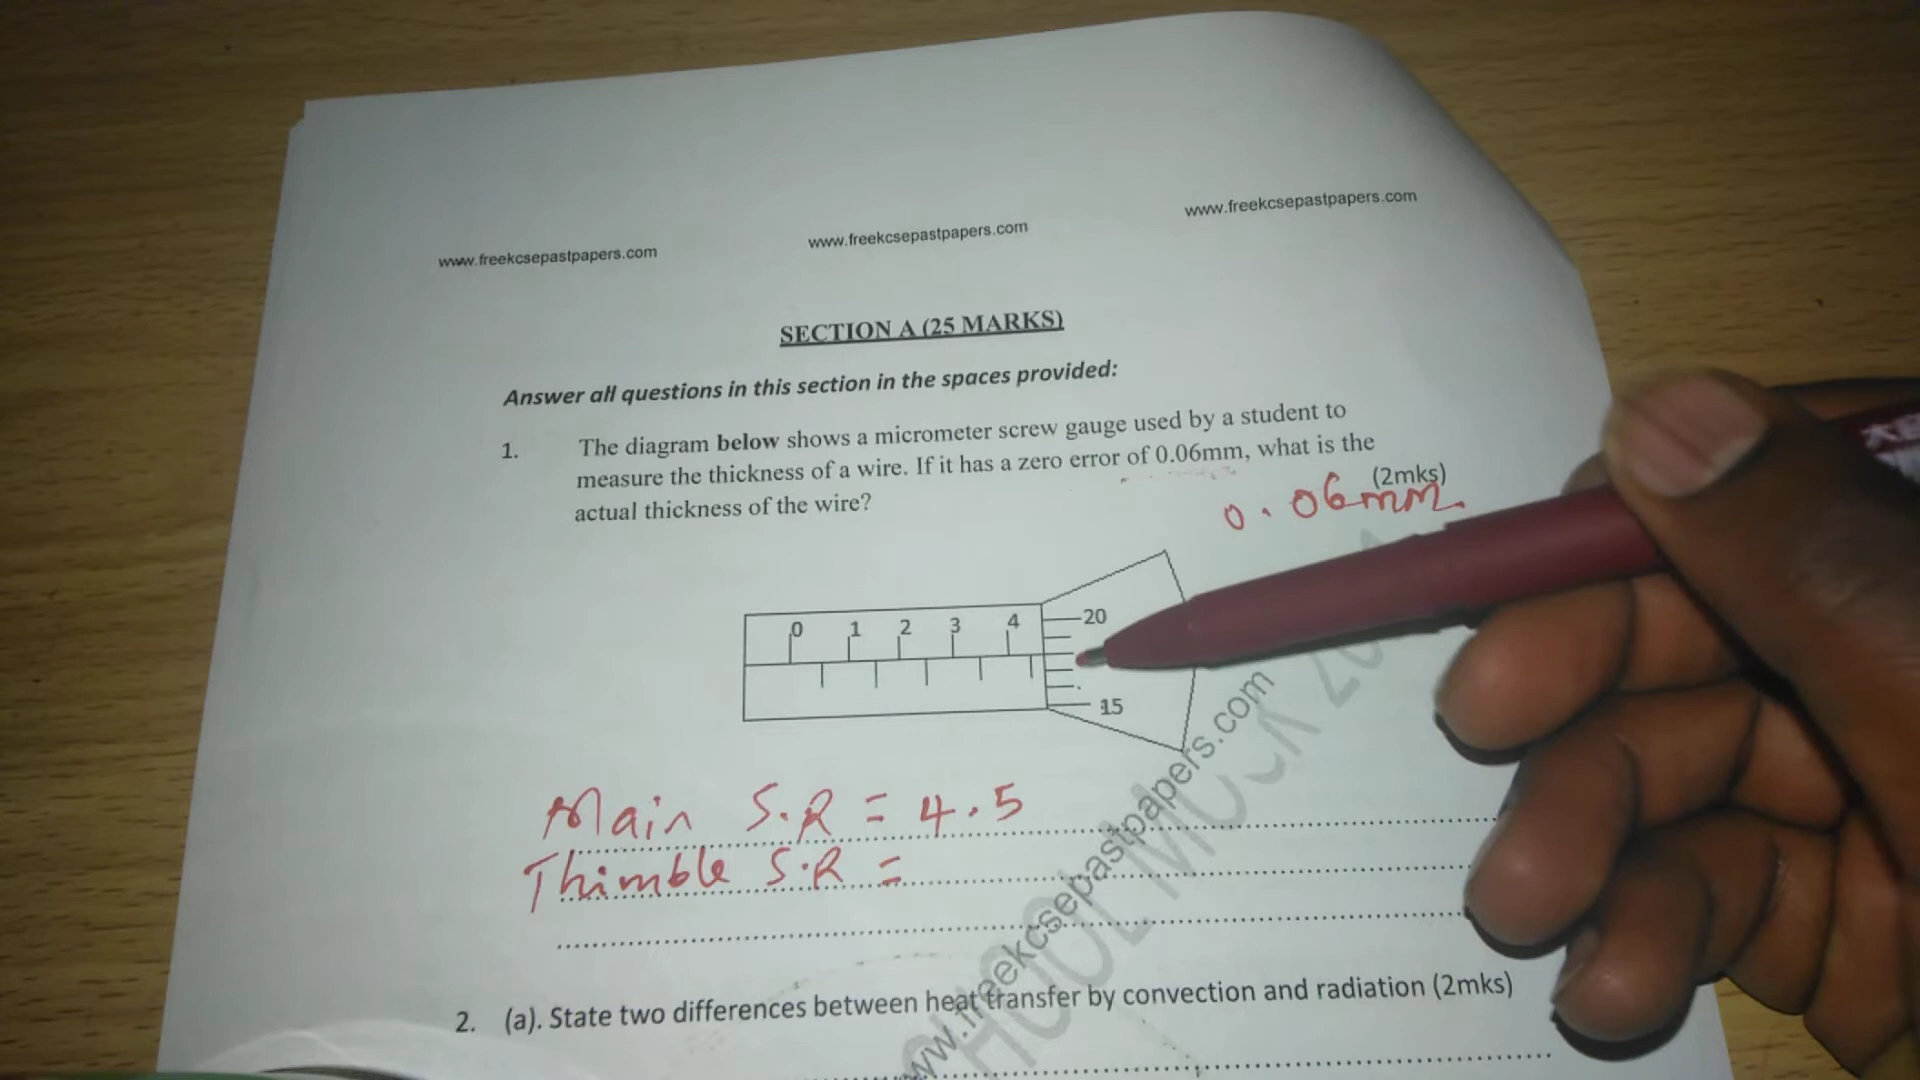 www.freekcsepastpapers.com www.freekcsepastpapers.com www.freekcsepastpapers.com
SECTION A (25 MARKS)
Answer all questions in this section in the spaces provided:
1. The diagram below shows a micrometer screw gauge used by a student to
measure the thickness of a wire. If it has a zero error of 0.06mm, what is the
actual thickness of the wire? (2mks)
0.06mm.
0 1 2 3 4
20
15
Main S.R = 4.5
Thimble S.R =
www.freekcsepastpapers.com
MOCK
2. (a). State two differences between heat transfer by convection and radiation (2mks)